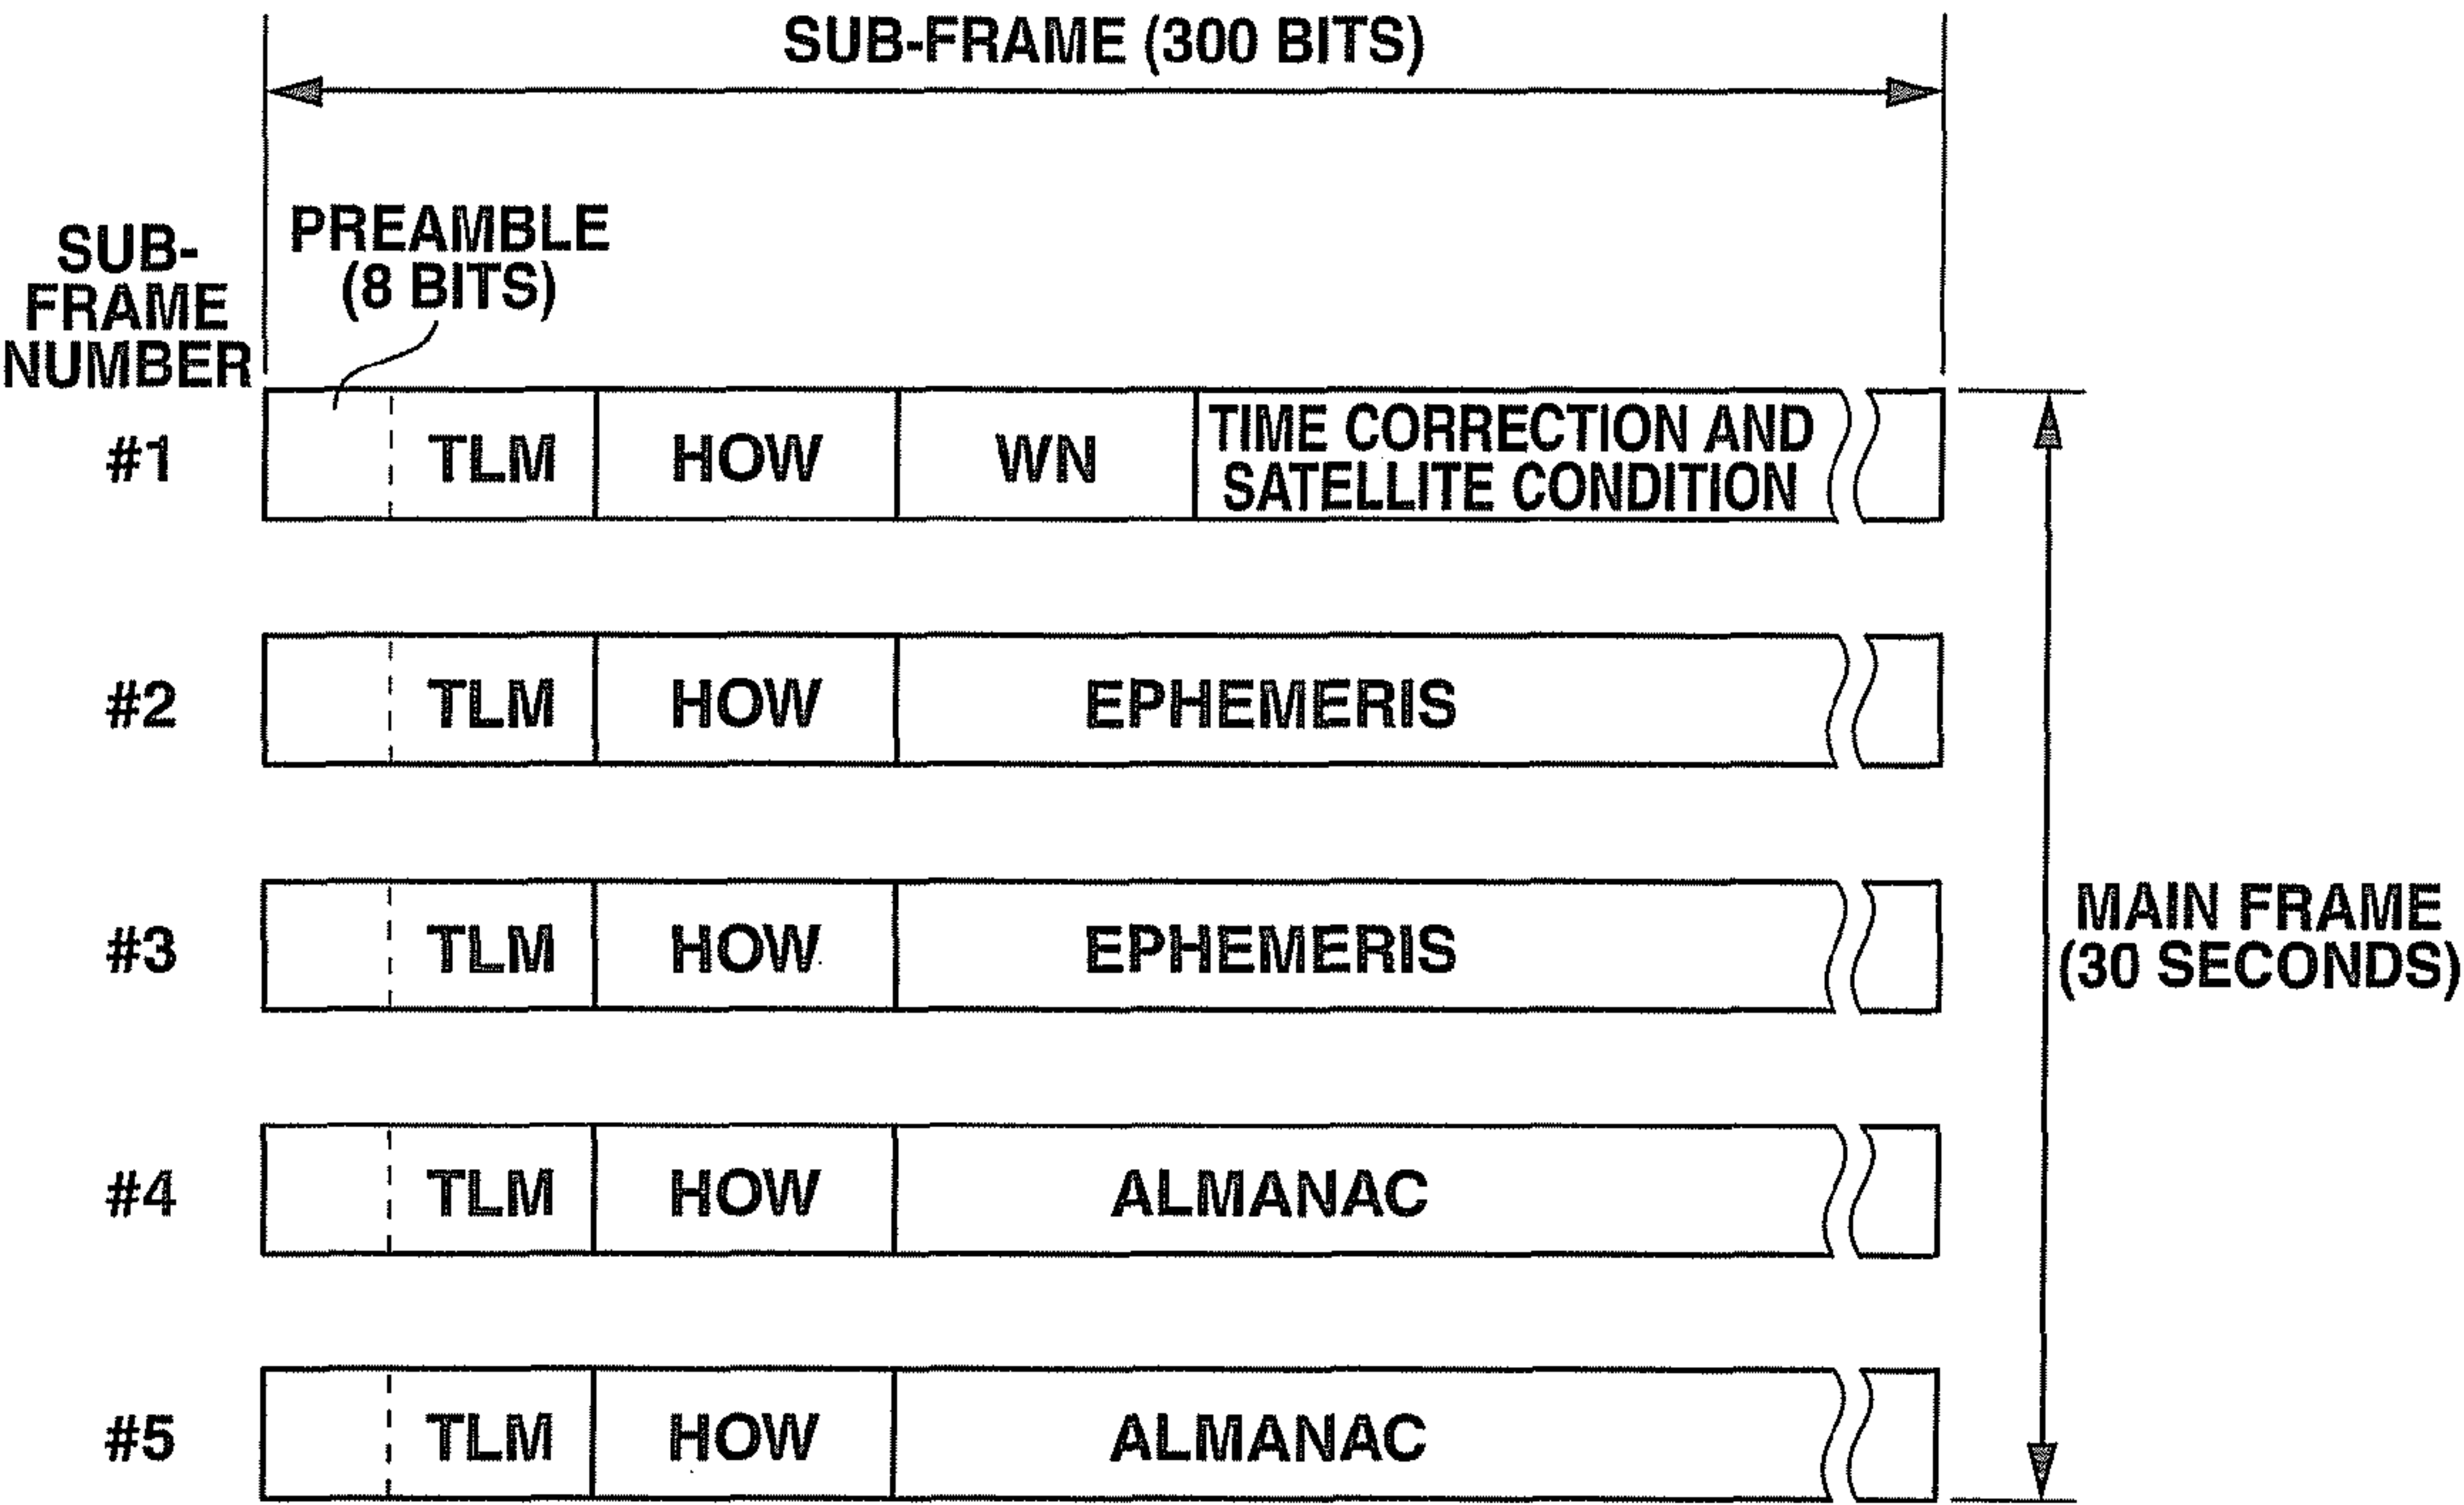 SUB-FRAME (300 BITS)
PREAMBLE
(8 BITS)
SUB-
FRAME
NUMBER
#1 TLM HOW WN TIME CORRECTION AND
SATELLITE CONDITION
#2 TLM HOW EPHEMERIS
#3 TLM HOW EPHEMERIS
MAIN FRAME
(30 SECONDS)
#4 TLM HOW ALMANAC
#5 TLM HOW ALMANAC